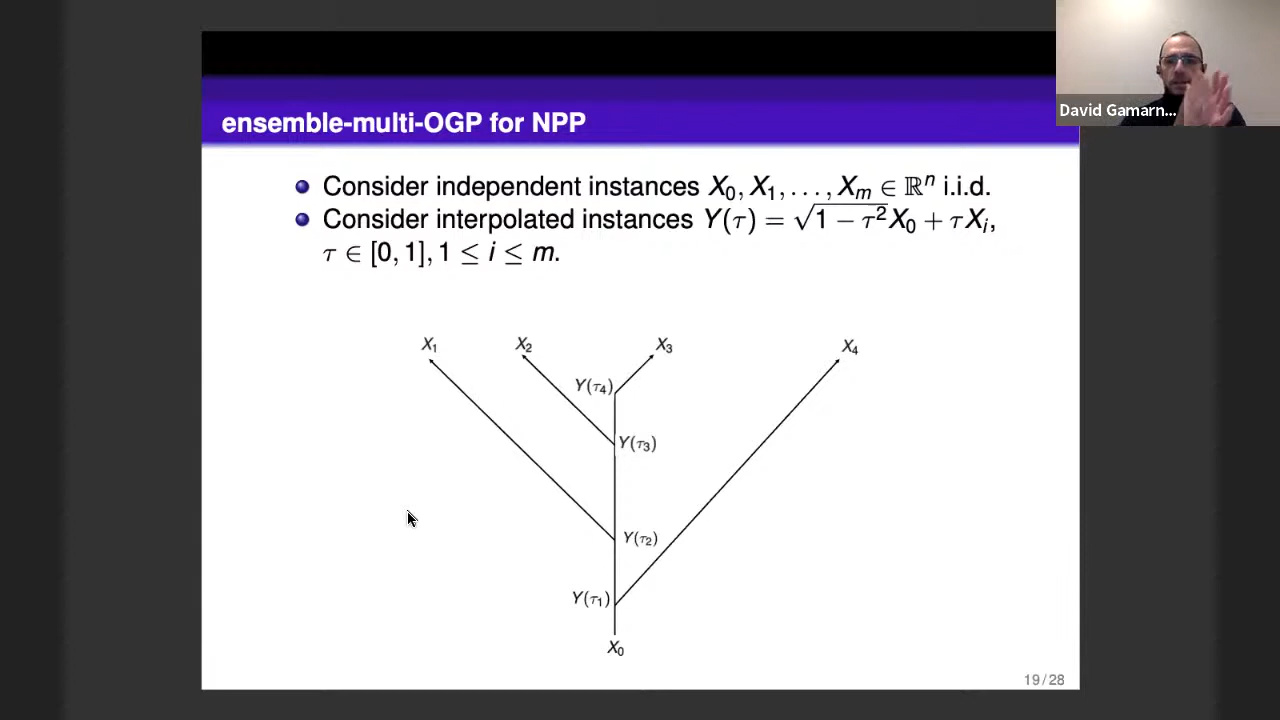 David Gamarn...
ensemble-multi-OGP for NPP
Consider independent instances X₀, X₁, . . . , Xₘ ∈ ℝⁿ i.i.d.
Consider interpolated instances Y(τ) = √(1 − τ²)X₀ + τXᵢ,
τ ∈ [0, 1], 1 ≤ i ≤ m.
X₁ X₂ X₃ X₄
Y(τ₄)
Y(τ₃)
Y(τ₂)
Y(τ₁)
X₀
19 / 28